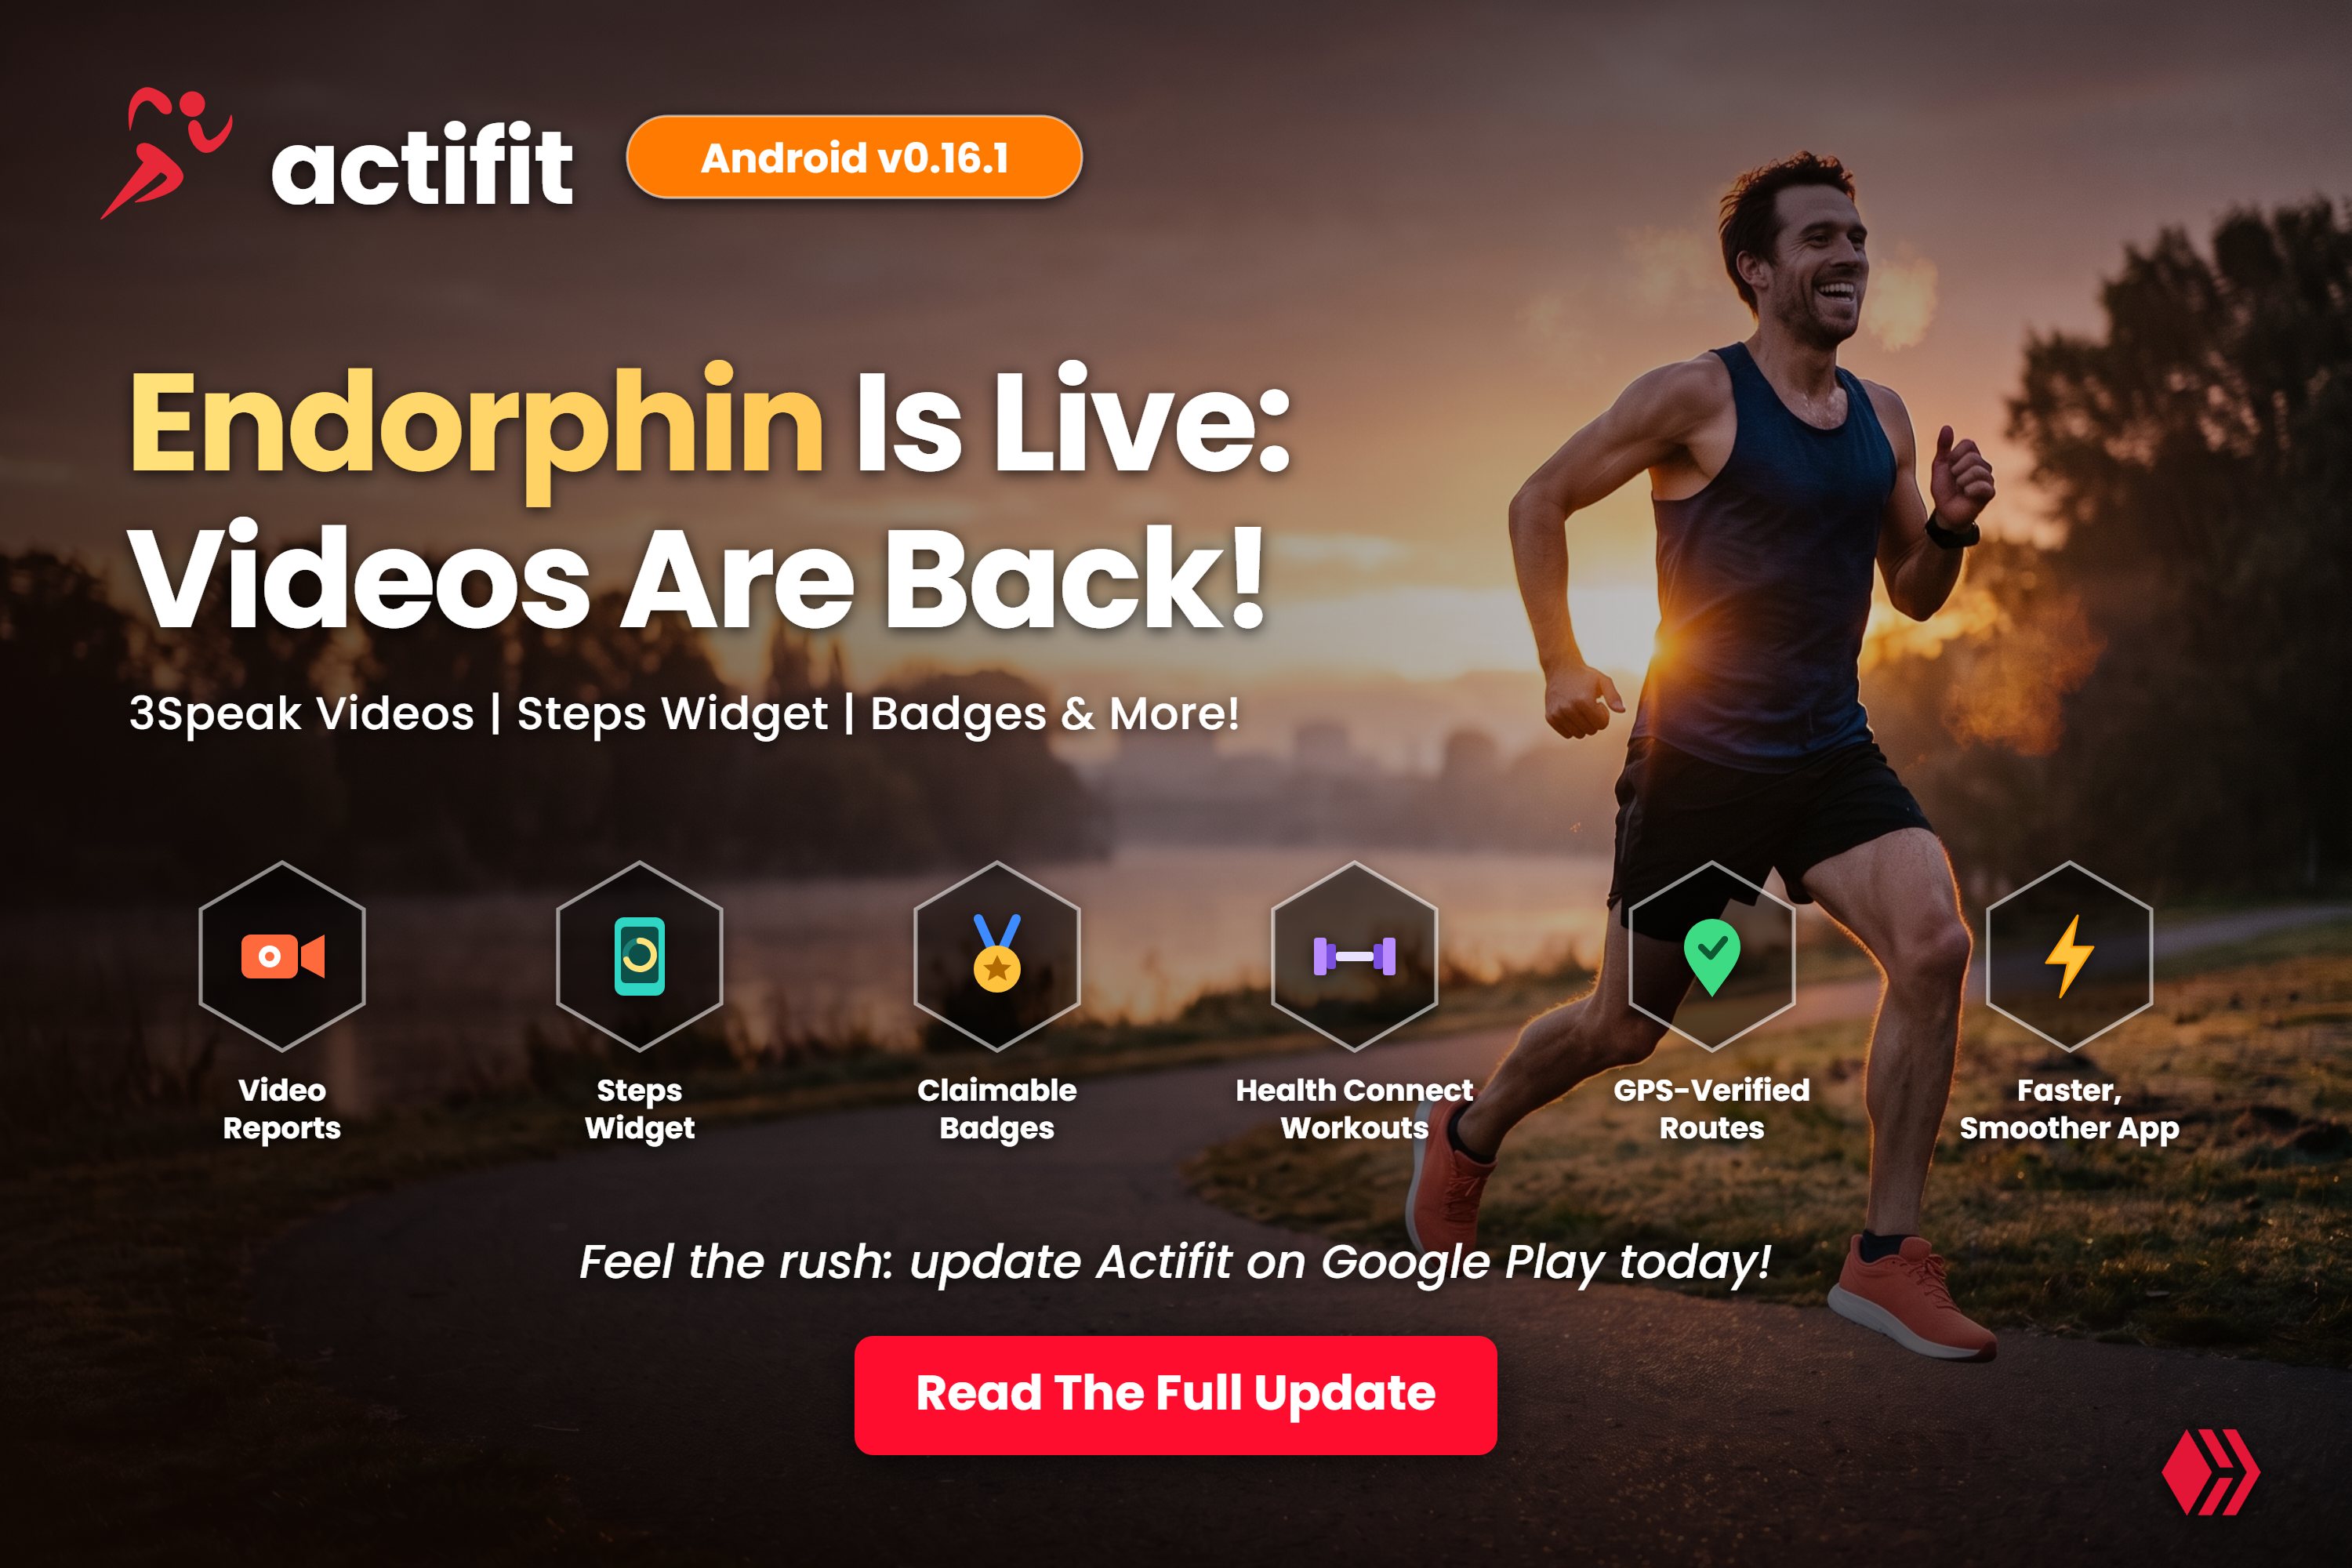 actifit
Android v0.16.1
Endorphin Is Live:
Videos Are Back!
3Speak Videos | Steps Widget | Badges & More!
Video
Reports
Steps
Widget
Claimable
Badges
Health Connect
Workouts
GPS-Verified
Routes
Faster,
Smoother App
Feel the rush: update Actifit on Google Play today!
Read The Full Update